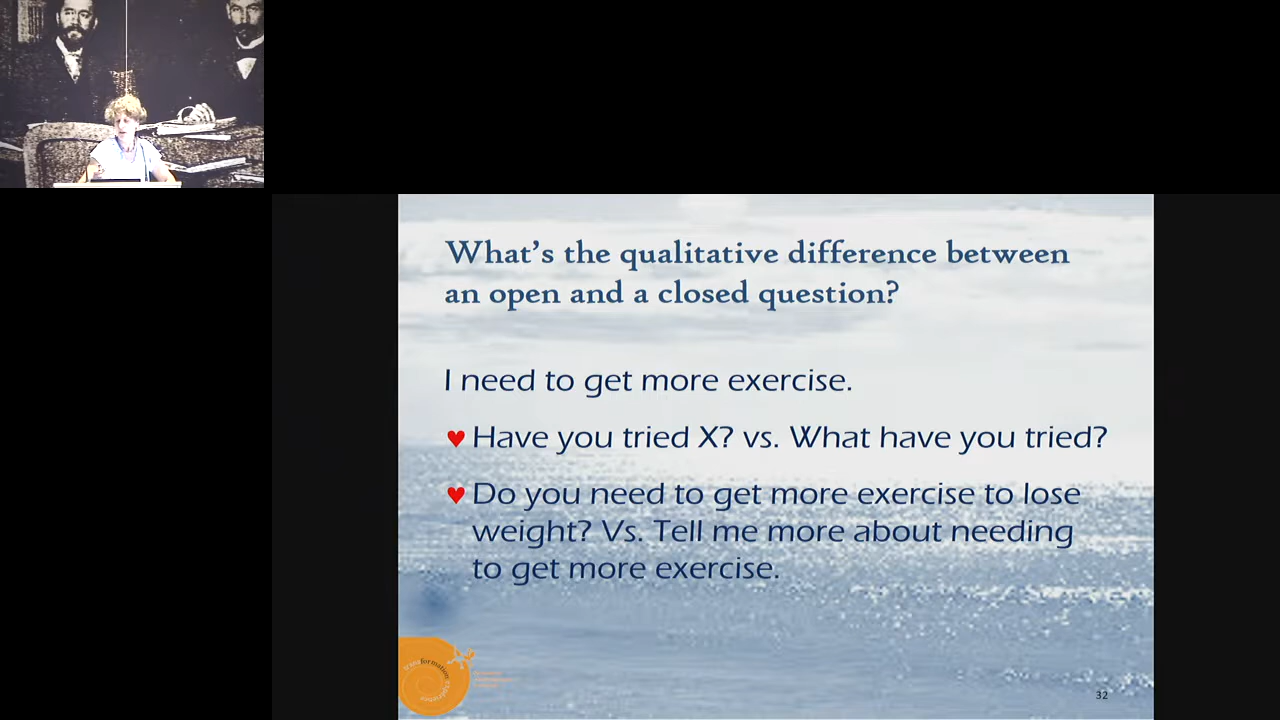 What's the qualitative difference between
an open and a closed question?
I need to get more exercise.
♥ Have you tried X? vs. What have you tried?
♥ Do you need to get more exercise to lose
weight? Vs. Tell me more about needing
to get more exercise.
transformation
experience
32